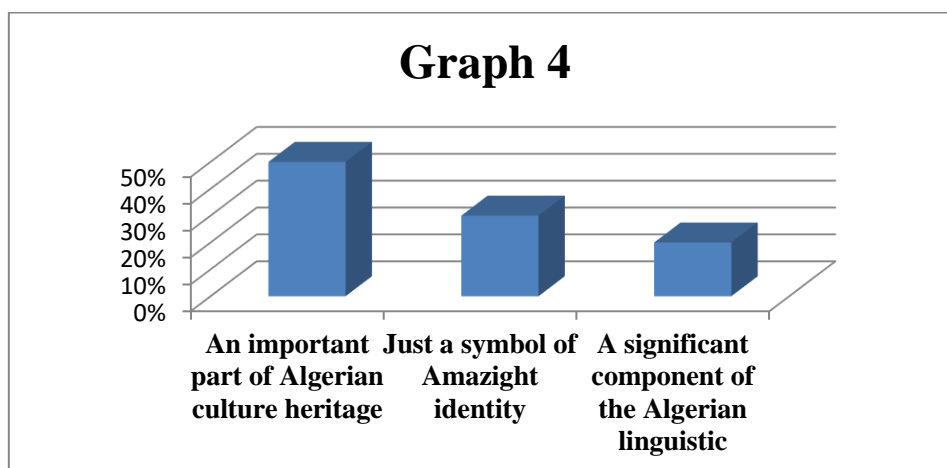 Graph 4
50%
40%
30%
20%
10%
0%
An important
part of Algerian
culture heritage
Just a symbol of
Amazight
identity
A significant
component of
the Algerian
linguistic